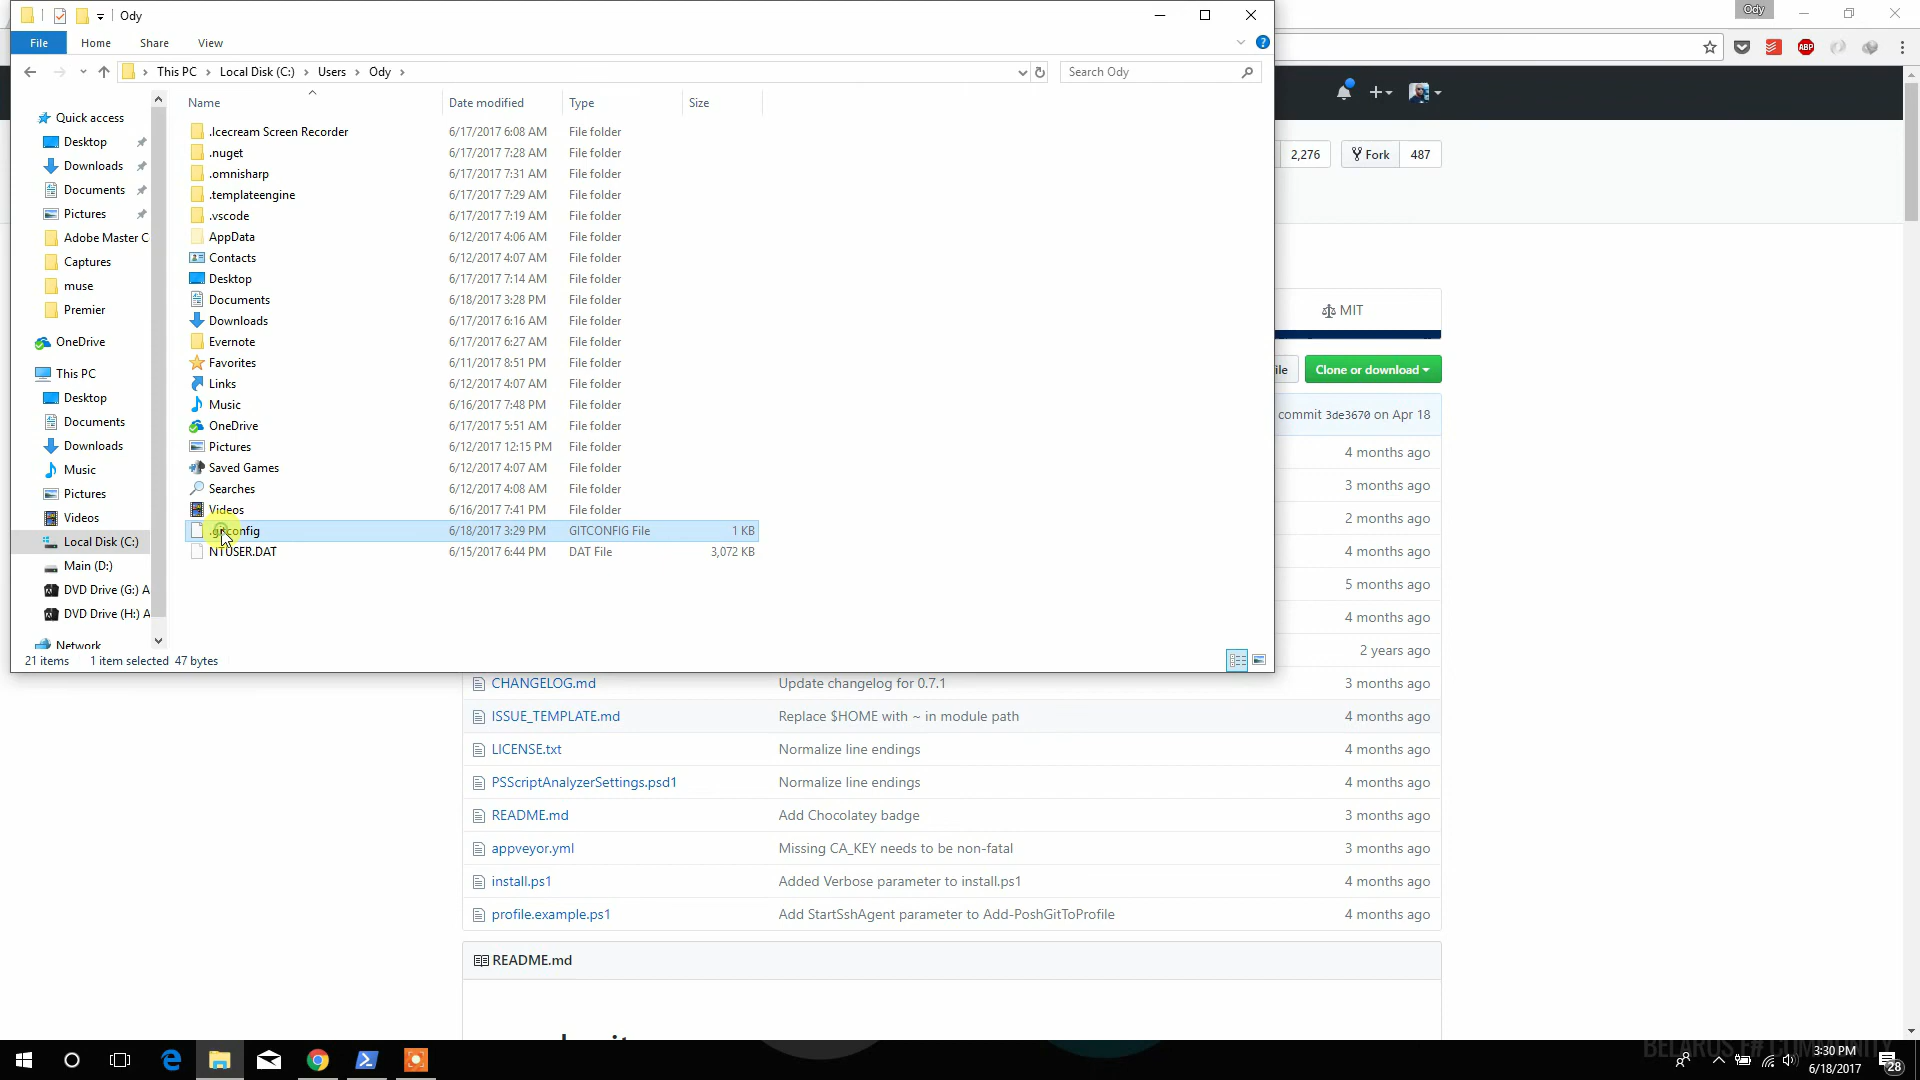 Ody
Ody
File Home Share View
This PC Local Disk (C:) Users Ody
Search Ody
Name Date modified Type Size
Quick access
Desktop
Downloads
Documents
Pictures
Adobe Master C
Captures
muse
Premier
OneDrive
This PC
Desktop
Documents
Downloads
Music
Pictures
Videos
Local Disk (C:)
Main (D:)
DVD Drive (G:) A
DVD Drive (H:) A
Network
.Icecream Screen Recorder 6/17/2017 6:08 AM File folder
.nuget 6/17/2017 7:28 AM File folder
.omnisharp 6/17/2017 7:31 AM File folder
.templateengine 6/17/2017 7:29 AM File folder
.vscode 6/17/2017 7:19 AM File folder
AppData 6/12/2017 4:06 AM File folder
Contacts 6/12/2017 4:07 AM File folder
Desktop 6/17/2017 7:14 AM File folder
Documents 6/18/2017 3:28 PM File folder
Downloads 6/17/2017 6:16 AM File folder
Evernote 6/17/2017 6:27 AM File folder
Favorites 6/11/2017 8:51 PM File folder
Links 6/12/2017 4:07 AM File folder
Music 6/16/2017 7:48 PM File folder
OneDrive 6/17/2017 5:51 AM File folder
Pictures 6/12/2017 12:15 PM File folder
Saved Games 6/12/2017 4:07 AM File folder
Searches 6/12/2017 4:08 AM File folder
Videos 6/16/2017 7:41 PM File folder
.gitconfig 6/18/2017 3:29 PM GITCONFIG File 1 KB
NTUSER.DAT 6/15/2017 6:44 PM DAT File 3,072 KB
21 items 1 item selected 47 bytes
ABP
2,276 Fork 487
MIT
ile Clone or download
commit 3de3670 on Apr 18
4 months ago
3 months ago
2 months ago
4 months ago
5 months ago
4 months ago
2 years ago
CHANGELOG.md Update changelog for 0.7.1 3 months ago
ISSUE_TEMPLATE.md Replace $HOME with ~ in module path 4 months ago
LICENSE.txt Normalize line endings 4 months ago
PSScriptAnalyzerSettings.psd1 Normalize line endings 4 months ago
README.md Add Chocolatey badge 3 months ago
appveyor.yml Missing CA_KEY needs to be non-fatal 3 months ago
install.ps1 Added Verbose parameter to install.ps1 4 months ago
profile.example.ps1 Add StartSshAgent parameter to Add-PoshGitToProfile 4 months ago
README.md
BELARUS F# COMMUNITY
3:30 PM
6/18/2017
28